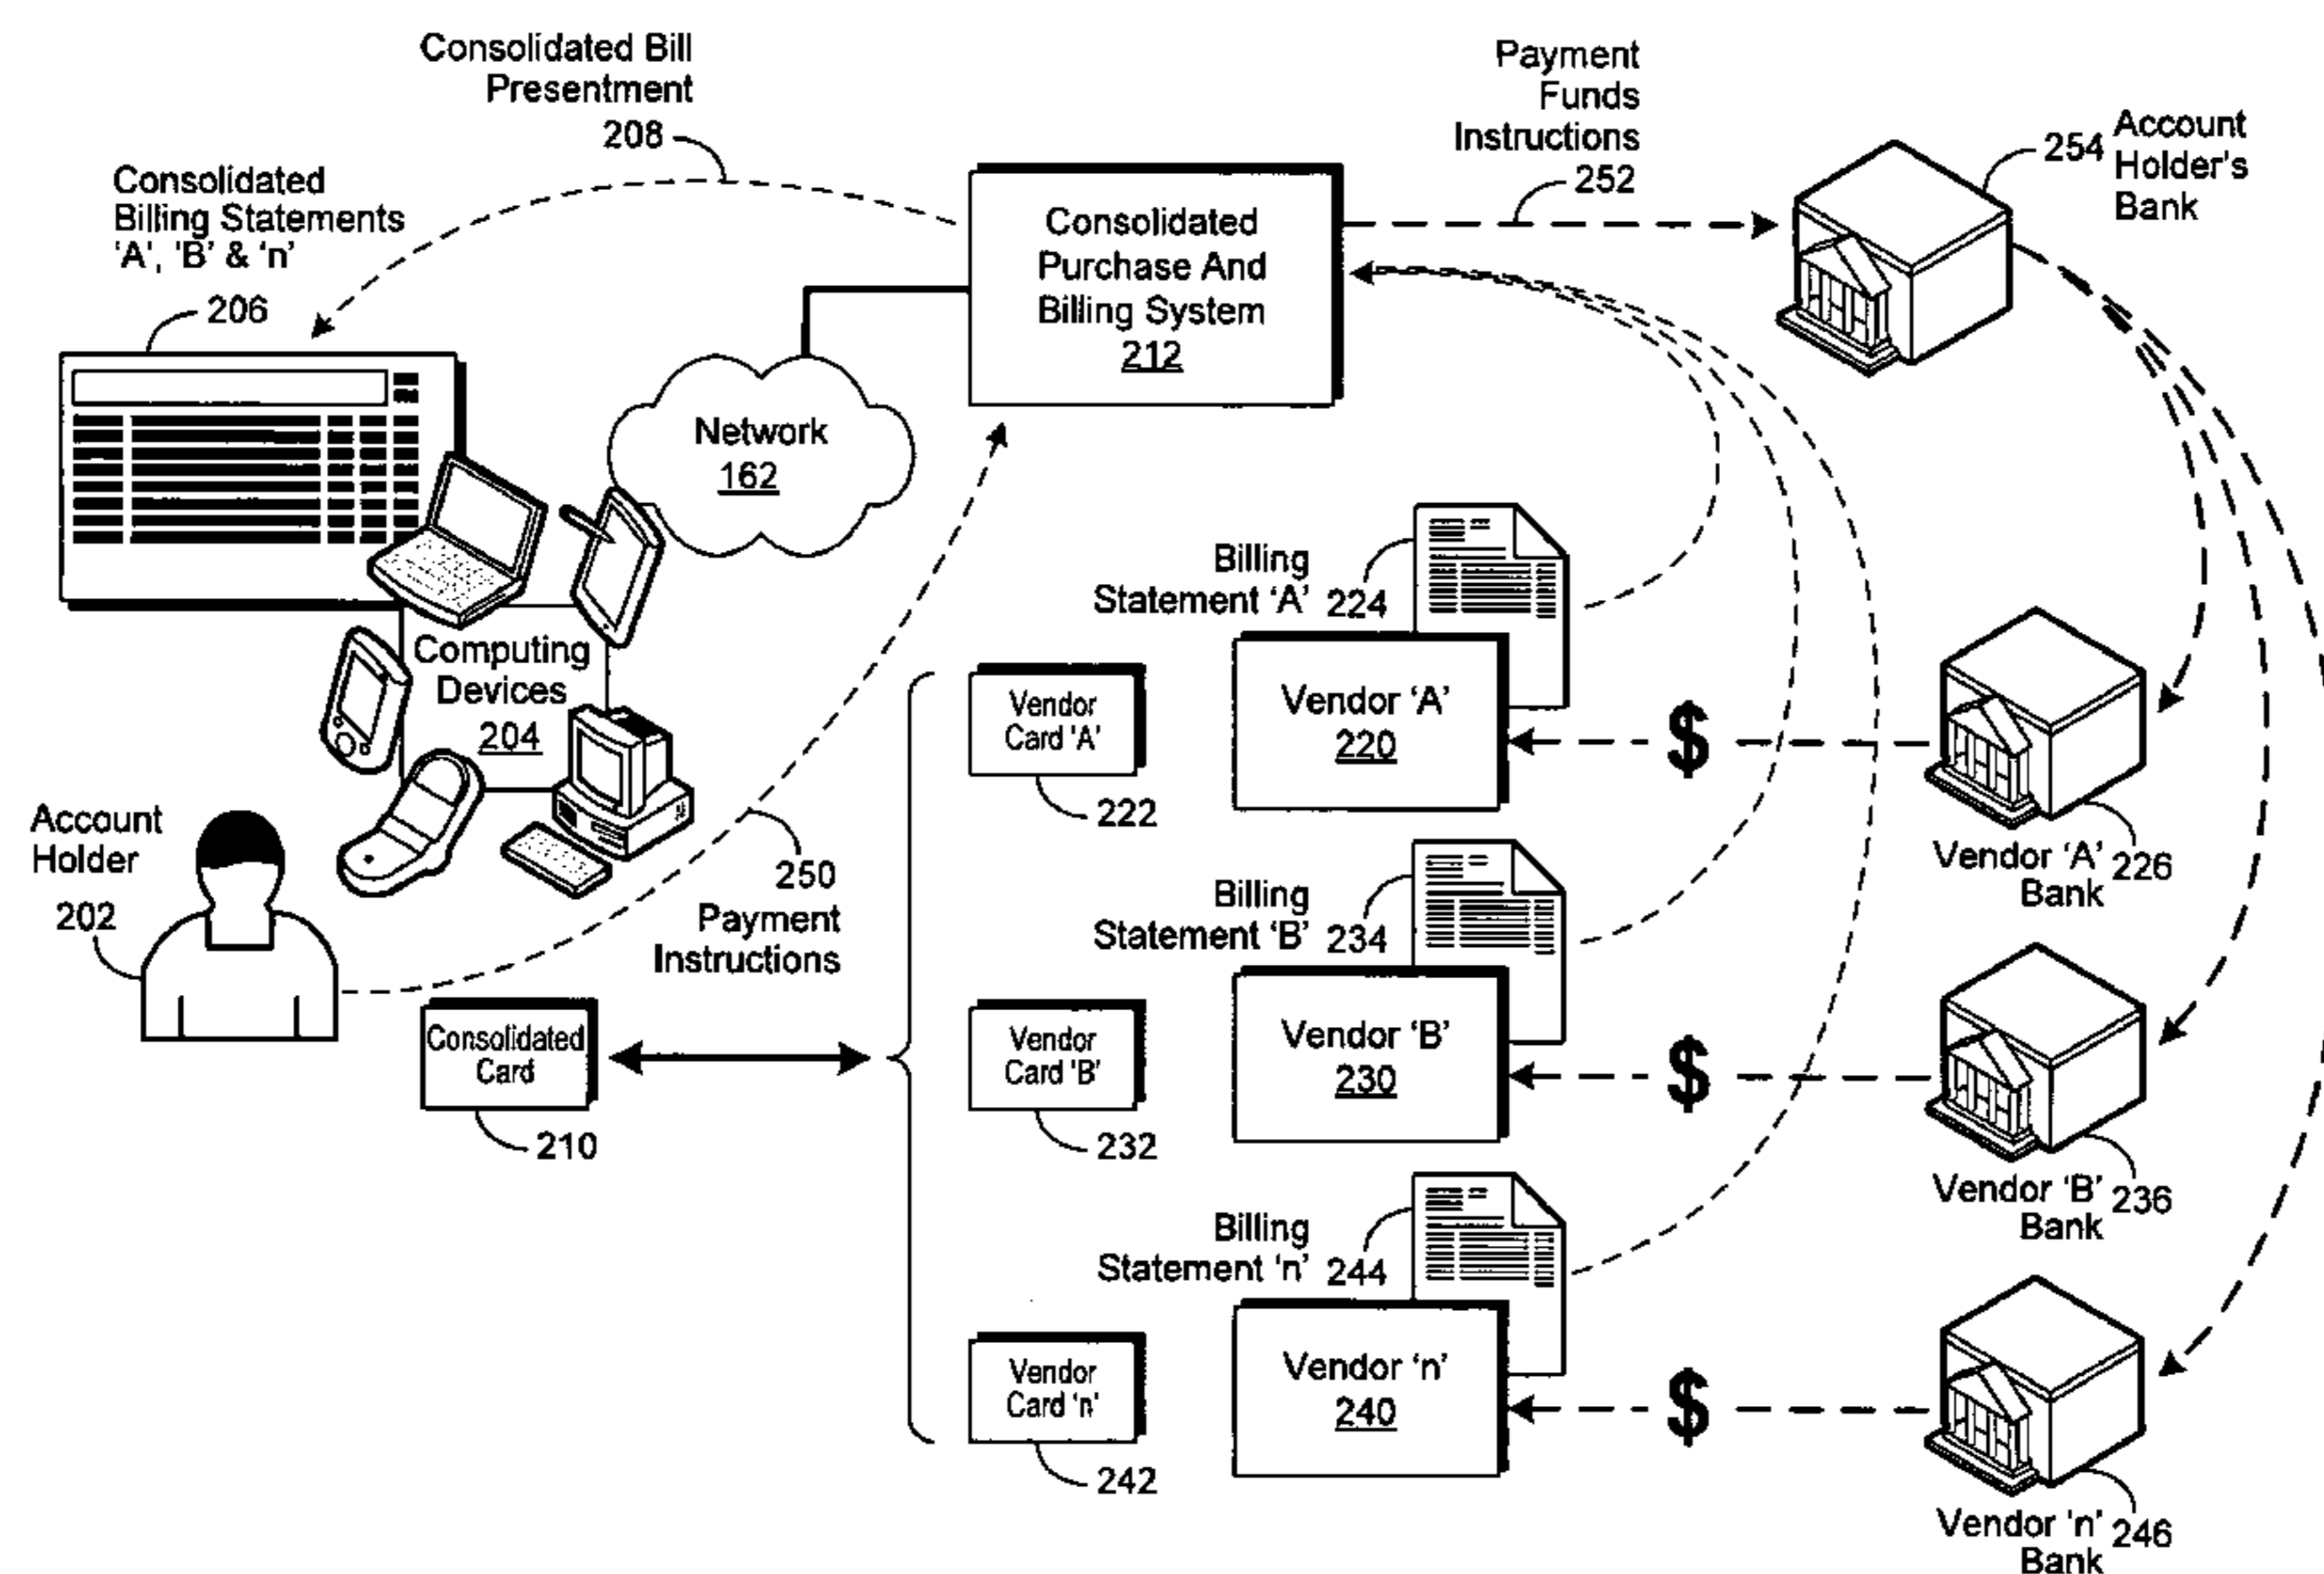 Consolidated Bill
Presentment
208
Payment
Funds
Instructions
252
254
Account
Holder's
Bank
Consolidated
Billing Statements
'A', 'B' & 'n'
206
Consolidated
Purchase And
Billing System
212
Network
162
Computing
Devices
204
Account
Holder
202
250
Payment
Instructions
Consolidated
Card
210
Billing
Statement 'A' 224
Vendor
Card 'A'
222
Vendor 'A'
220
$
Vendor 'A' 226
Bank
Billing
Statement 'B' 234
Vendor
Card 'B'
232
Vendor 'B'
230
$
Vendor 'B' 236
Bank
Billing
Statement 'n' 244
Vendor
Card 'n'
242
Vendor 'n'
240
$
Vendor 'n' 246
Bank